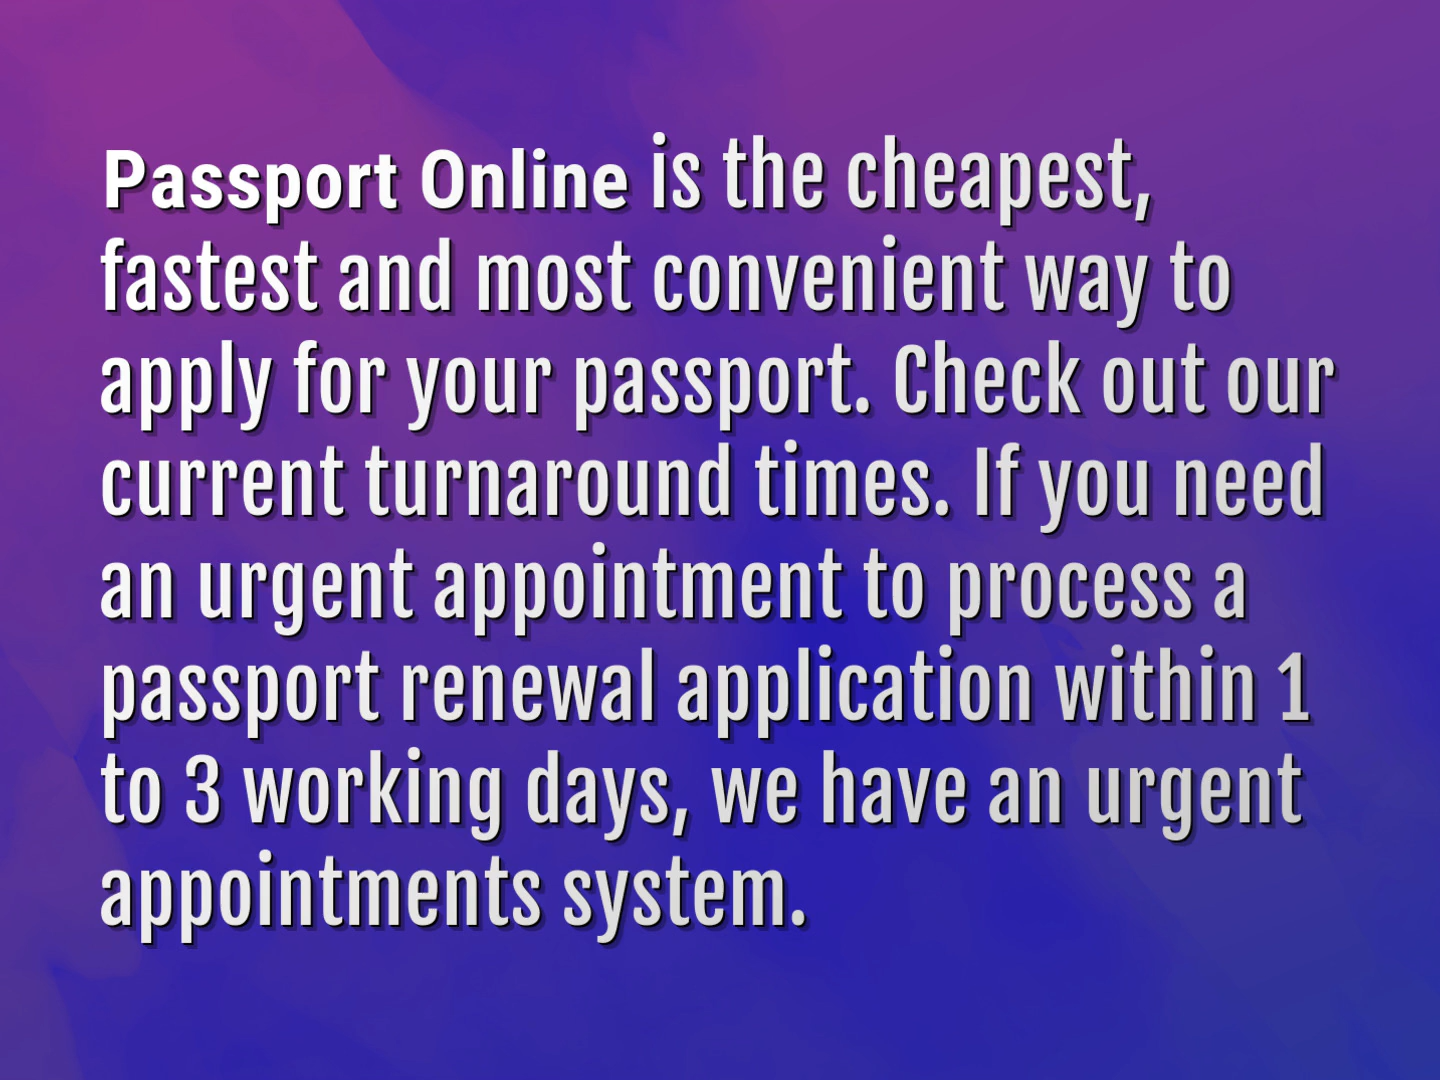 Passport Online is the cheapest,
fastest and most convenient way to
apply for your passport. Check out our
current turnaround times. If you need
an urgent appointment to process a
passport renewal application within 1
to 3 working days, we have an urgent
appointments system.